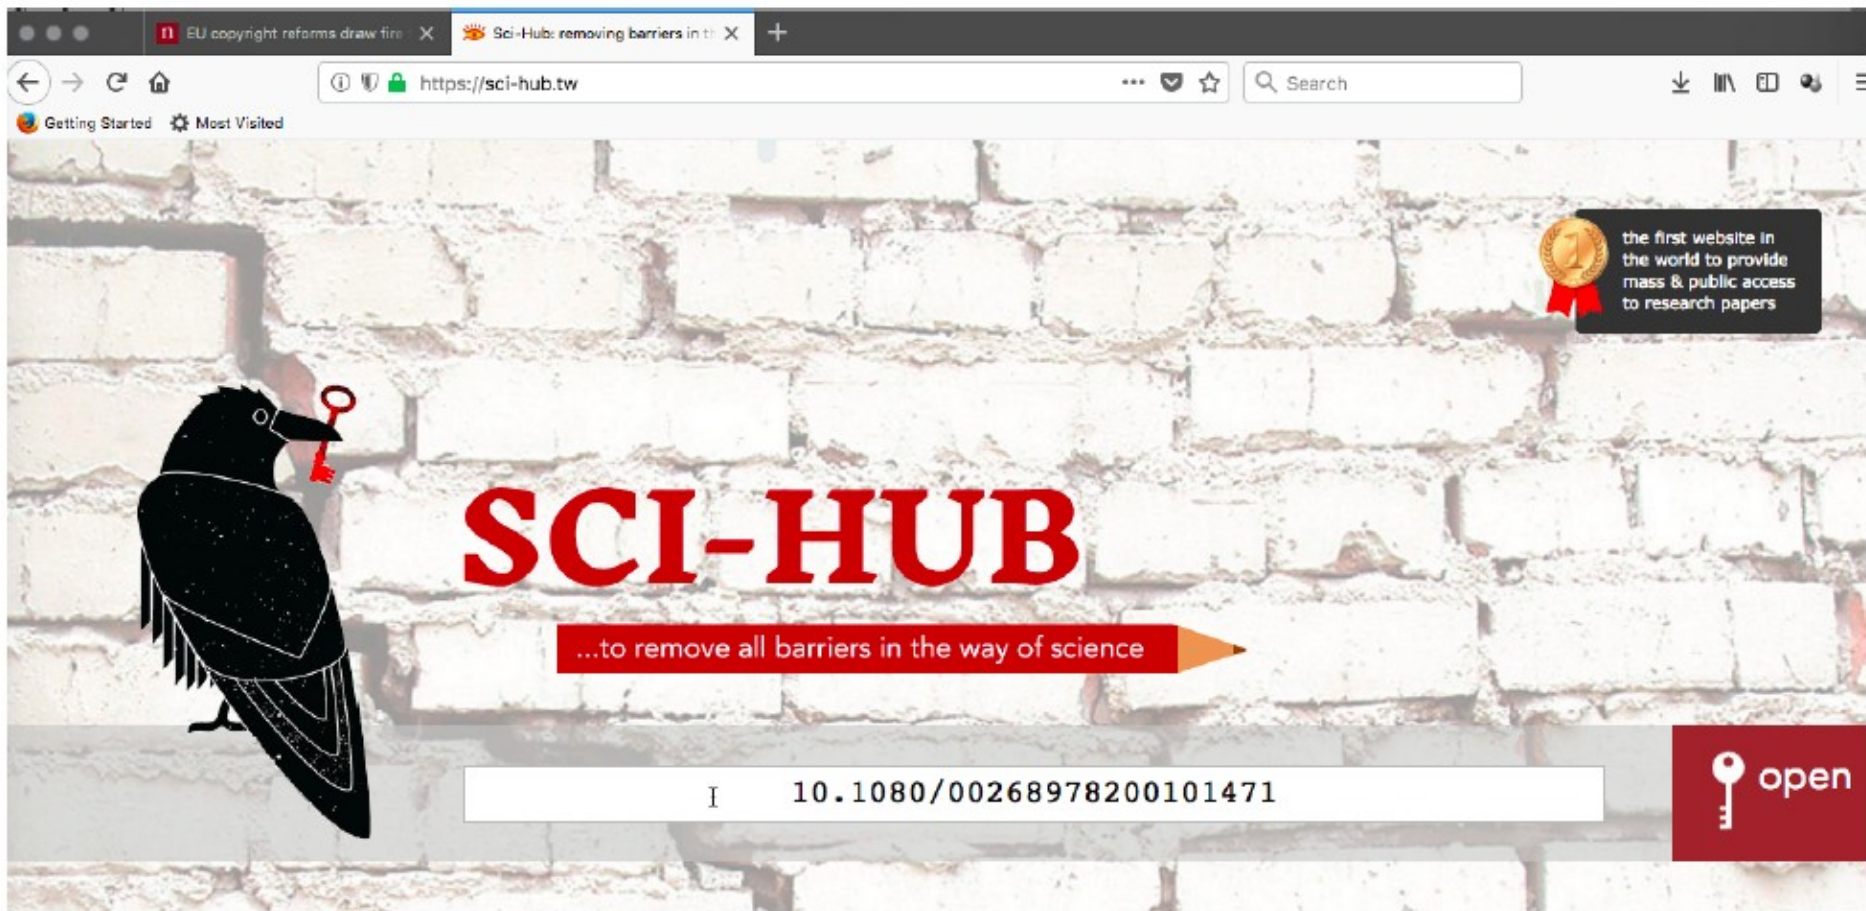 n EU copyright reforms draw fire
Sci-Hub: removing barriers in th
https://sci-hub.tw
Search
Getting Started
Most Visited
1
the first website in
the world to provide
mass & public access
to research papers
SCI-HUB
...to remove all barriers in the way of science
10.1080/00268978200101471
open